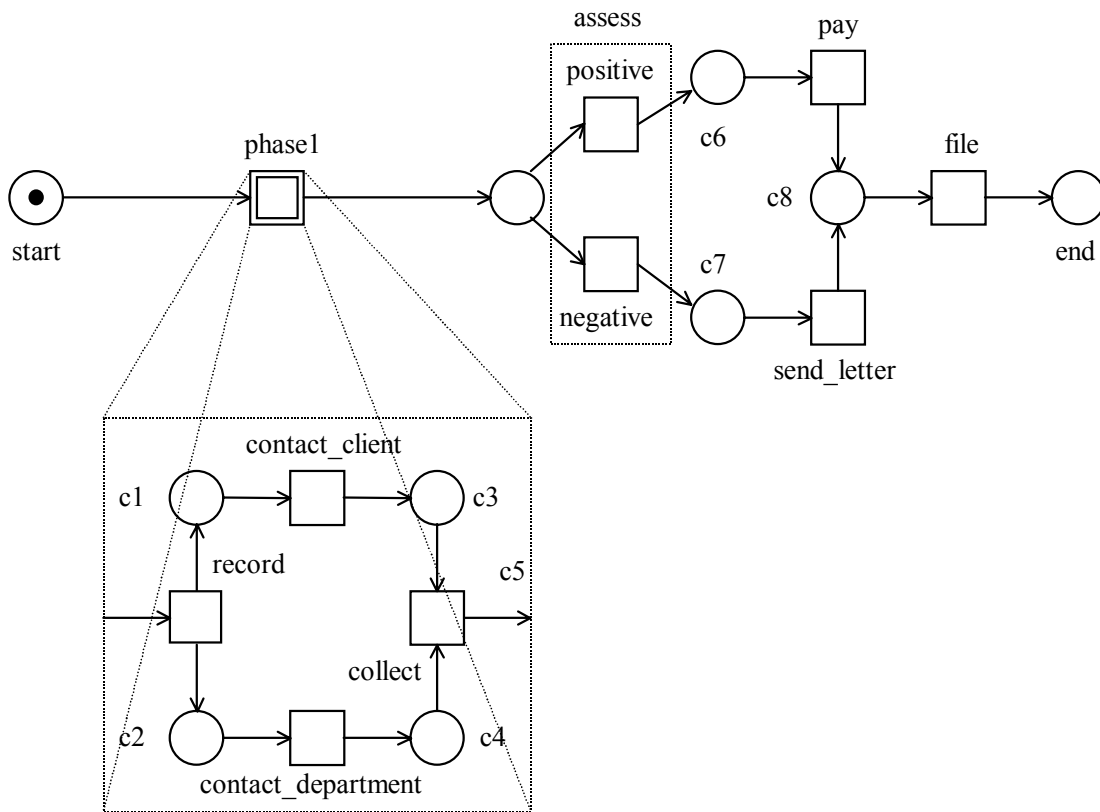 assess
pay
positive
phase1
c6
file
c8
start
c7
end
negative
send_letter
contact_client
c1
c3
record
c5
collect
c2
c4
contact_department